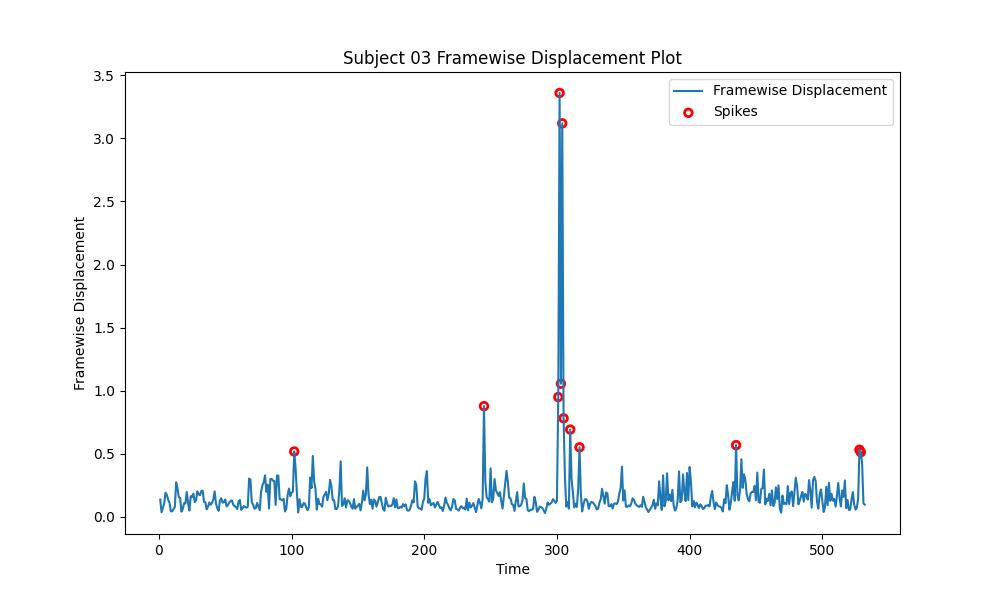 Subject 03 Framewise Displacement Plot
Framewise Displacement
Spikes
3.5
3.0
2.5
2.0
1.5
1.0
0.5
0.0
Framewise Displacement
0 100 200 300 400 500
Time